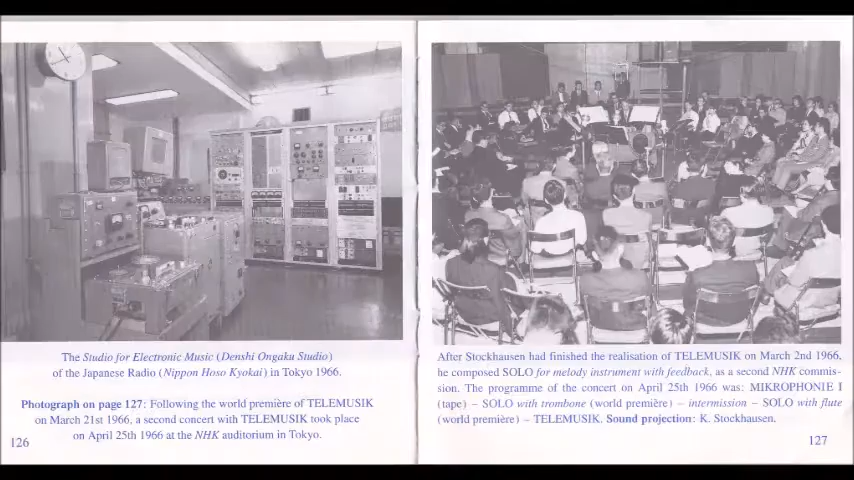 The Studio for Electronic Music (Denshi Ongaku Studio)
of the Japanese Radio (Nippon Hoso Kyokai) in Tokyo 1966.
Photograph on page 127: Following the world première of TELEMUSIK
on March 21st 1966, a second concert with TELEMUSIK took place
on April 25th 1966 at the NHK auditorium in Tokyo.
126
After Stockhausen had finished the realisation of TELEMUSIK on March 2nd 1966,
he composed SOLO for melody instrument with feedback, as a second NHK commis-
sion. The programme of the concert on April 25th 1966 was: MIKROPHONIE I
(tape) – SOLO with trombone (world première) – intermission – SOLO with flute
(world première) – TELEMUSIK. Sound projection: K. Stockhausen.
127